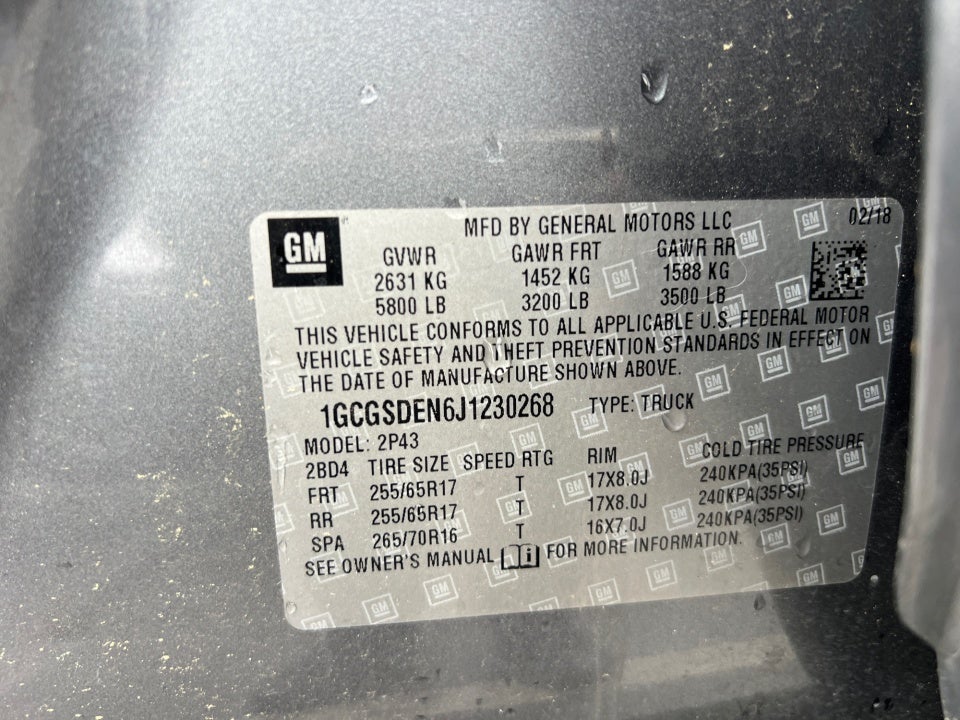 GM
MFD BY GENERAL MOTORS LLC 02/18
GVWR GAWR FRT GAWR RR
2631 KG 1452 KG 1588 KG
5800 LB 3200 LB 3500 LB
THIS VEHICLE CONFORMS TO ALL APPLICABLE U.S. FEDERAL MOTOR
VEHICLE SAFETY AND THEFT PREVENTION STANDARDS IN EFFECT ON
THE DATE OF MANUFACTURE SHOWN ABOVE.
1GCGSDEN6J1230268 TYPE: TRUCK
MODEL: 2P43
2BD4 TIRE SIZE SPEED RTG RIM COLD TIRE PRESSURE
FRT 255/65R17 T 17X8.0J 240KPA(35PSI)
RR 255/65R17 T 17X8.0J 240KPA(35PSI)
SPA 265/70R16 T 16X7.0J 240KPA(35PSI)
SEE OWNER'S MANUAL i FOR MORE INFORMATION.